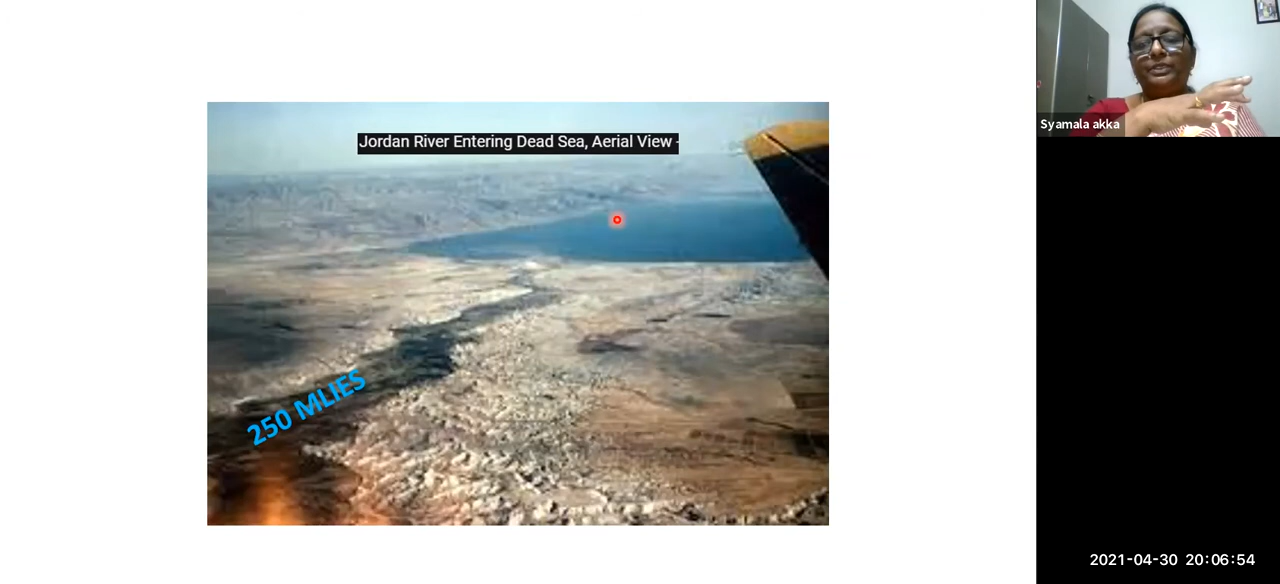 Jordan River Entering Dead Sea, Aerial View -
250 MLIES
Syamala akka
2021-04-30 20:06:54